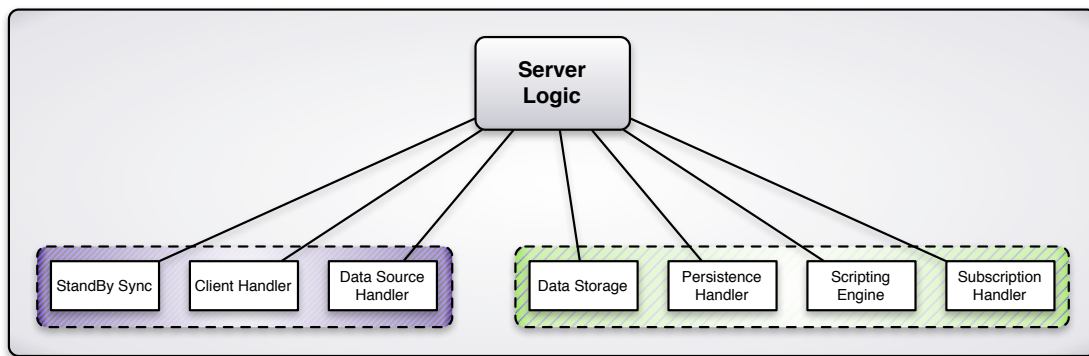 Server
Logic
StandBy Sync
Client Handler
Data Source
Handler
Data Storage
Persistence
Handler
Scripting
Engine
Subscription
Handler